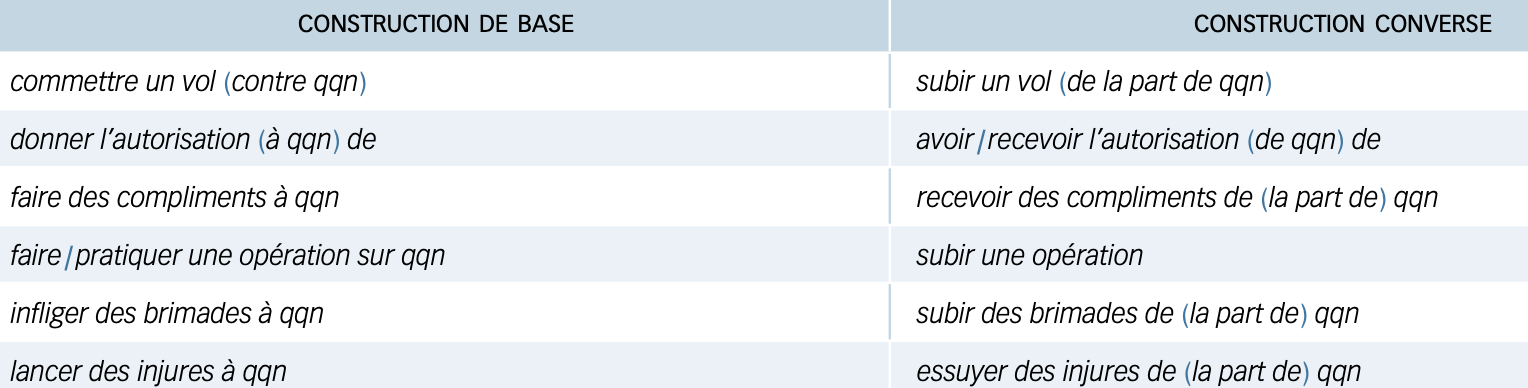 CONSTRUCTION DE BASE CONSTRUCTION CONVERSE
commettre un vol (contre qqn) subir un vol (de la part de qqn)
donner l’autorisation (à qqn) de avoir/recevoir l’autorisation (de qqn) de
faire des compliments à qqn recevoir des compliments de (la part de) qqn
faire/pratiquer une opération sur qqn subir une opération
infliger des brimades à qqn subir des brimades de (la part de) qqn
lancer des injures à qqn essuyer des injures de (la part de) qqn